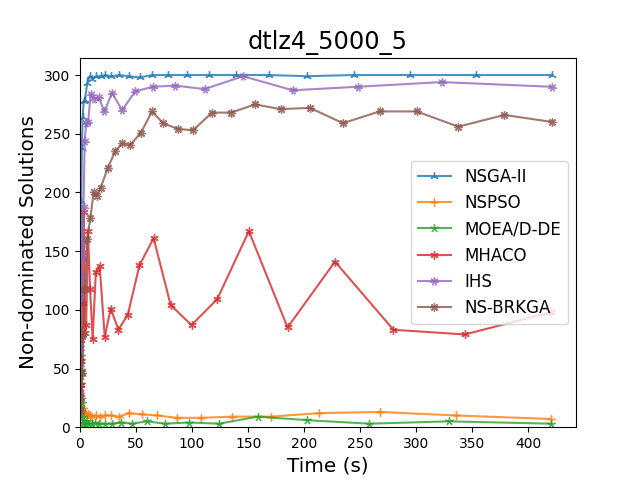 dtlz4_5000_5
Non-dominated Solutions
300
250
200
150
100
50
0
NSGA-II
NSPSO
MOEA/D-DE
MHACO
IHS
NS-BRKGA
0 50 100 150 200 250 300 350 400
Time (s)